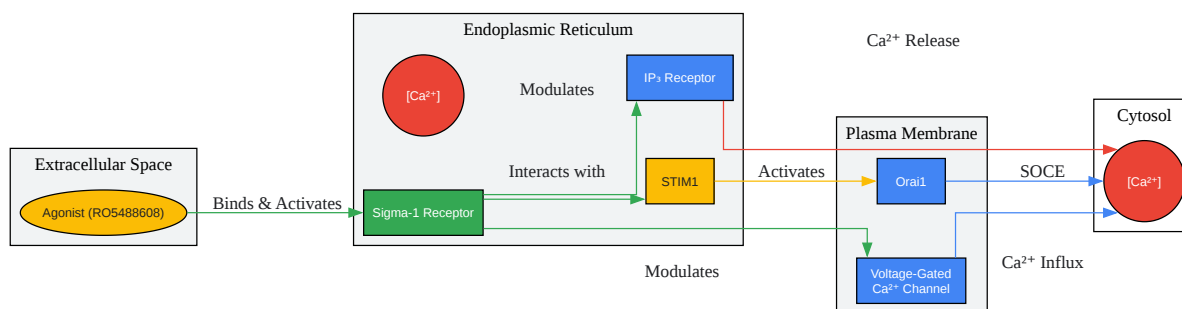 Endoplasmic Reticulum
Ca²⁺ Release
IP₃ Receptor
[Ca²⁺]
Modulates
Cytosol
Plasma Membrane
Extracellular Space
Interacts with
STIM1
Activates
Orai1
SOCE
[Ca²⁺]
Agonist (RO5488608)
Binds & Activates
Sigma-1 Receptor
Modulates
Voltage-Gated
Ca²⁺ Channel
Ca²⁺ Influx